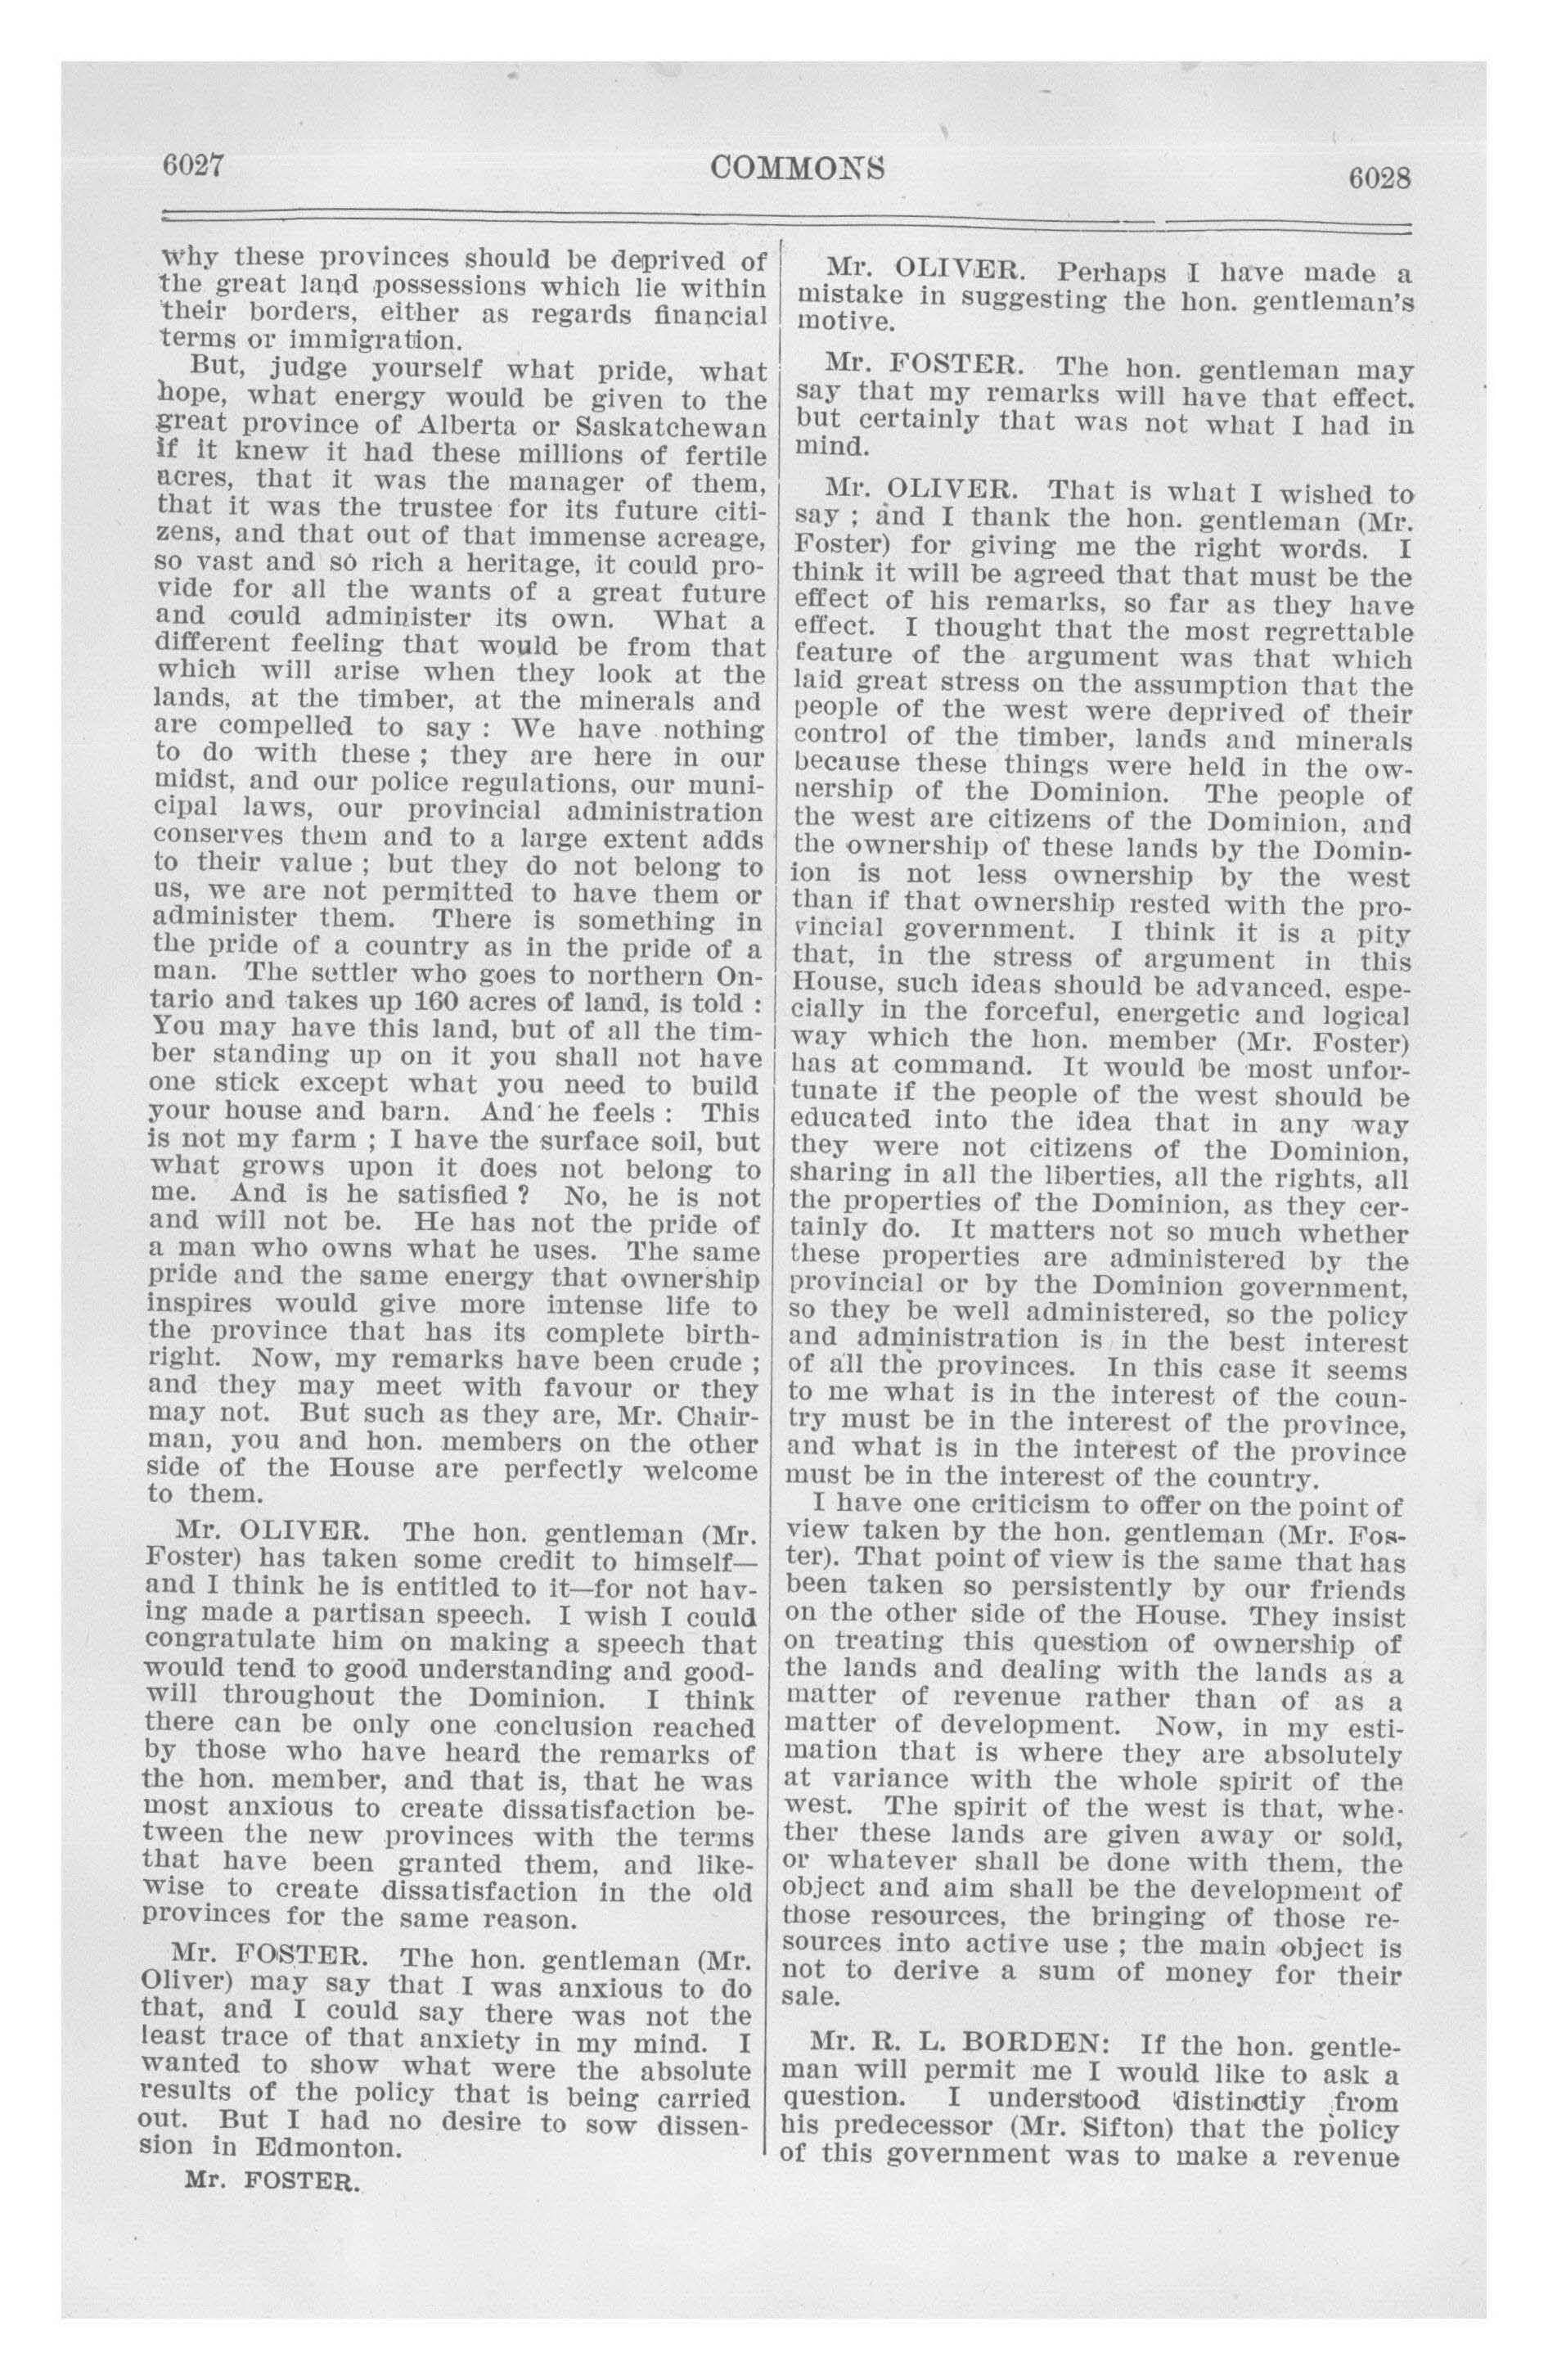 6027
COMMONS
6028
why these provinces should be deprived of
the great land possessions which lie within
their borders, either as regards financial
terms or immigration.
But, judge yourself what pride, what
hope, what energy would be given to the
great province of Alberta or Saskatchewan
if it knew it had these millions of fertile
acres, that it was the manager of them,
that it was the trustee for its future citi-
zens, and that out of that immense acreage,
so vast and so rich a heritage, it could pro-
vide for all the wants of a great future
and could administer its own. What a
different feeling that would be from that
which will arise when they look at the
lands, at the timber, at the minerals and
are compelled to say : We have nothing
to do with these ; they are here in our
midst, and our police regulations, our muni-
cipal laws, our provincial administration
conserves them and to a large extent adds
to their value ; but they do not belong to
us, we are not permitted to have them or
administer them. There is something in
the pride of a country as in the pride of a
man. The settler who goes to northern On-
tario and takes up 160 acres of land, is told :
You may have this land, but of all the tim-
ber standing up on it you shall not have
one stick except what you need to build
your house and barn. And he feels : This
is not my farm ; I have the surface soil, but
what grows upon it does not belong to
me. And is he satisfied ? No, he is not
and will not be. He has not the pride of
a man who owns what he uses. The same
pride and the same energy that ownership
inspires would give more intense life to
the province that has its complete birth-
right. Now, my remarks have been crude ;
and they may meet with favour or they
may not. But such as they are, Mr. Chair-
man, you and hon. members on the other
side of the House are perfectly welcome
to them.
Mr. OLIVER. The hon. gentleman (Mr.
Foster) has taken some credit to himself—
and I think he is entitled to it—for not hav-
ing made a partisan speech. I wish I could
congratulate him on making a speech that
would tend to good understanding and good-
will throughout the Dominion. I think
there can be only one conclusion reached
by those who have heard the remarks of
the hon. member, and that is, that he was
most anxious to create dissatisfaction be-
tween the new provinces with the terms
that have been granted them, and like-
wise to create dissatisfaction in the old
provinces for the same reason.
Mr. FOSTER. The hon. gentleman (Mr.
Oliver) may say that I was anxious to do
that, and I could say there was not the
least trace of that anxiety in my mind. I
wanted to show what were the absolute
results of the policy that is being carried
out. But I had no desire to sow dissen-
sion in Edmonton.
Mr. FOSTER.
Mr. OLIVER. Perhaps I have made a
mistake in suggesting the hon. gentleman's
motive.
Mr. FOSTER. The hon. gentleman may
say that my remarks will have that effect.
but certainly that was not what I had in
mind.
Mr. OLIVER. That is what I wished to
say ; and I thank the hon. gentleman (Mr.
Foster) for giving me the right words. I
think it will be agreed that that must be the
effect of his remarks, so far as they have
effect. I thought that the most regrettable
feature of the argument was that which
laid great stress on the assumption that the
people of the west were deprived of their
control of the timber, lands and minerals
because these things were held in the ow-
nership of the Dominion. The people of
the west are citizens of the Dominion, and
the ownership of these lands by the Domin-
ion is not less ownership by the west
than if that ownership rested with the pro-
vincial government. I think it is a pity
that, in the stress of argument in this
House, such ideas should be advanced, espe-
cially in the forceful, energetic and logical
way which the hon. member (Mr. Foster)
has at command. It would be most unfor-
tunate if the people of the west should be
educated into the idea that in any way
they were not citizens of the Dominion,
sharing in all the liberties, all the rights, all
the properties of the Dominion, as they cer-
tainly do. It matters not so much whether
these properties are administered by the
provincial or by the Dominion government,
so they be well administered, so the policy
and administration is in the best interest
of all the provinces. In this case it seems
to me what is in the interest of the coun-
try must be in the interest of the province,
and what is in the interest of the province
must be in the interest of the country.
I have one criticism to offer on the point of
view taken by the hon. gentleman (Mr. Fos-
ter). That point of view is the same that has
been taken so persistently by our friends
on the other side of the House. They insist
on treating this question of ownership of
the lands and dealing with the lands as a
matter of revenue rather than of as a
matter of development. Now, in my esti-
mation that is where they are absolutely
at variance with the whole spirit of the
west. The spirit of the west is that, whe-
ther these lands are given away or sold,
or whatever shall be done with them, the
object and aim shall be the development of
those resources, the bringing of those re-
sources into active use ; the main object is
not to derive a sum of money for their
sale.
Mr. R. L. BORDEN: If the hon. gentle-
man will permit me I would like to ask a
question. I understood distinctiy from
his predecessor (Mr. Sifton) that the policy
of this government was to make a revenue